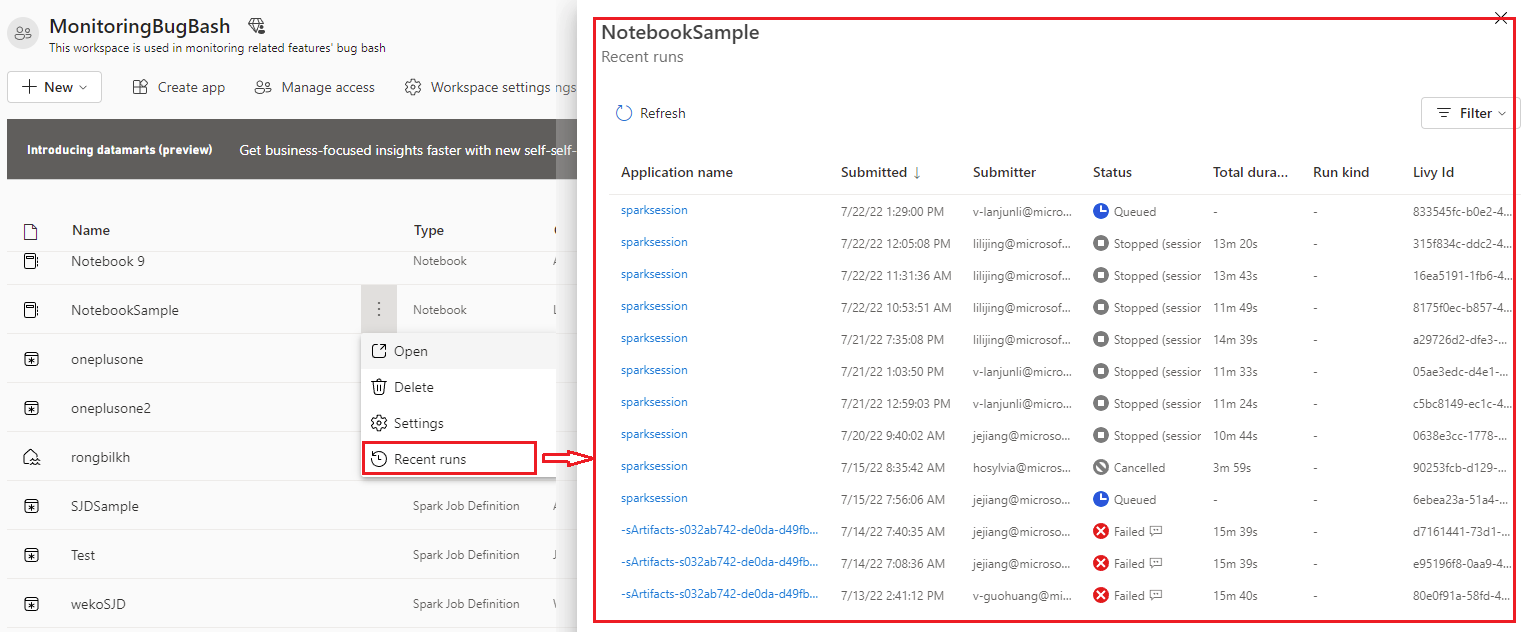 MonitoringBugBash
This workspace is used in monitoring related features' bug bash
New
Create app
Manage access
Workspace settings ngs
Introducing datamarts (preview) Get business-focused insights faster with new self-self-
Name Type
Notebook 9 Notebook
NotebookSample Notebook
oneplusone
oneplusone2
rongbilkh
SJDSample Spark Job Definition
Test Spark Job Definition
wekoSJD Spark Job Definition
Open
Delete
Settings
Recent runs
NotebookSample
Recent runs
Refresh
Filter
Application name Submitted ↓ Submitter Status Total dura... Run kind Livy Id
sparksession 7/22/22 1:29:00 PM v-lanjunli@micro... Queued - - 833545fc-b0e2-4...
sparksession 7/22/22 12:05:08 PM lilijing@microsof... Stopped (session 13m 20s - 315f834c-ddc2-4...
sparksession 7/22/22 11:31:36 AM lilijing@microsof... Stopped (session 13m 43s - 16ea5191-1fb6-4...
sparksession 7/22/22 10:53:51 AM lilijing@microsof... Stopped (session 11m 49s - 8175f0ec-b857-4...
sparksession 7/21/22 7:35:08 PM lilijing@microsof... Stopped (session 14m 39s - a29726d2-dfe3-...
sparksession 7/21/22 1:03:50 PM v-lanjunli@micro... Stopped (session 11m 33s - 05ae3edc-d4e1-...
sparksession 7/21/22 12:59:03 PM v-lanjunli@micro... Stopped (session 11m 24s - c5bc8149-ec1c-4...
sparksession 7/20/22 9:40:02 AM jejiang@microso... Stopped (session 10m 44s - 0638e3cc-1778-...
sparksession 7/15/22 8:35:42 AM hosylvia@micros... Cancelled 3m 59s - 90253fcb-d129-...
sparksession 7/15/22 7:56:06 AM jejiang@microso... Queued - - 6ebea23a-51a4-...
-sArtifacts-s032ab742-de0da-d49fb... 7/14/22 7:40:35 AM jejiang@microso... Failed 15m 39s - d7161441-73d1-...
-sArtifacts-s032ab742-de0da-d49fb... 7/14/22 7:08:36 AM jejiang@microso... Failed 15m 39s - e95196f8-0aa9-4...
-sArtifacts-s032ab742-de0da-d49fb... 7/13/22 2:41:12 PM v-guohuang@mi... Failed 15m 40s - 80e0f91a-58fd-4...